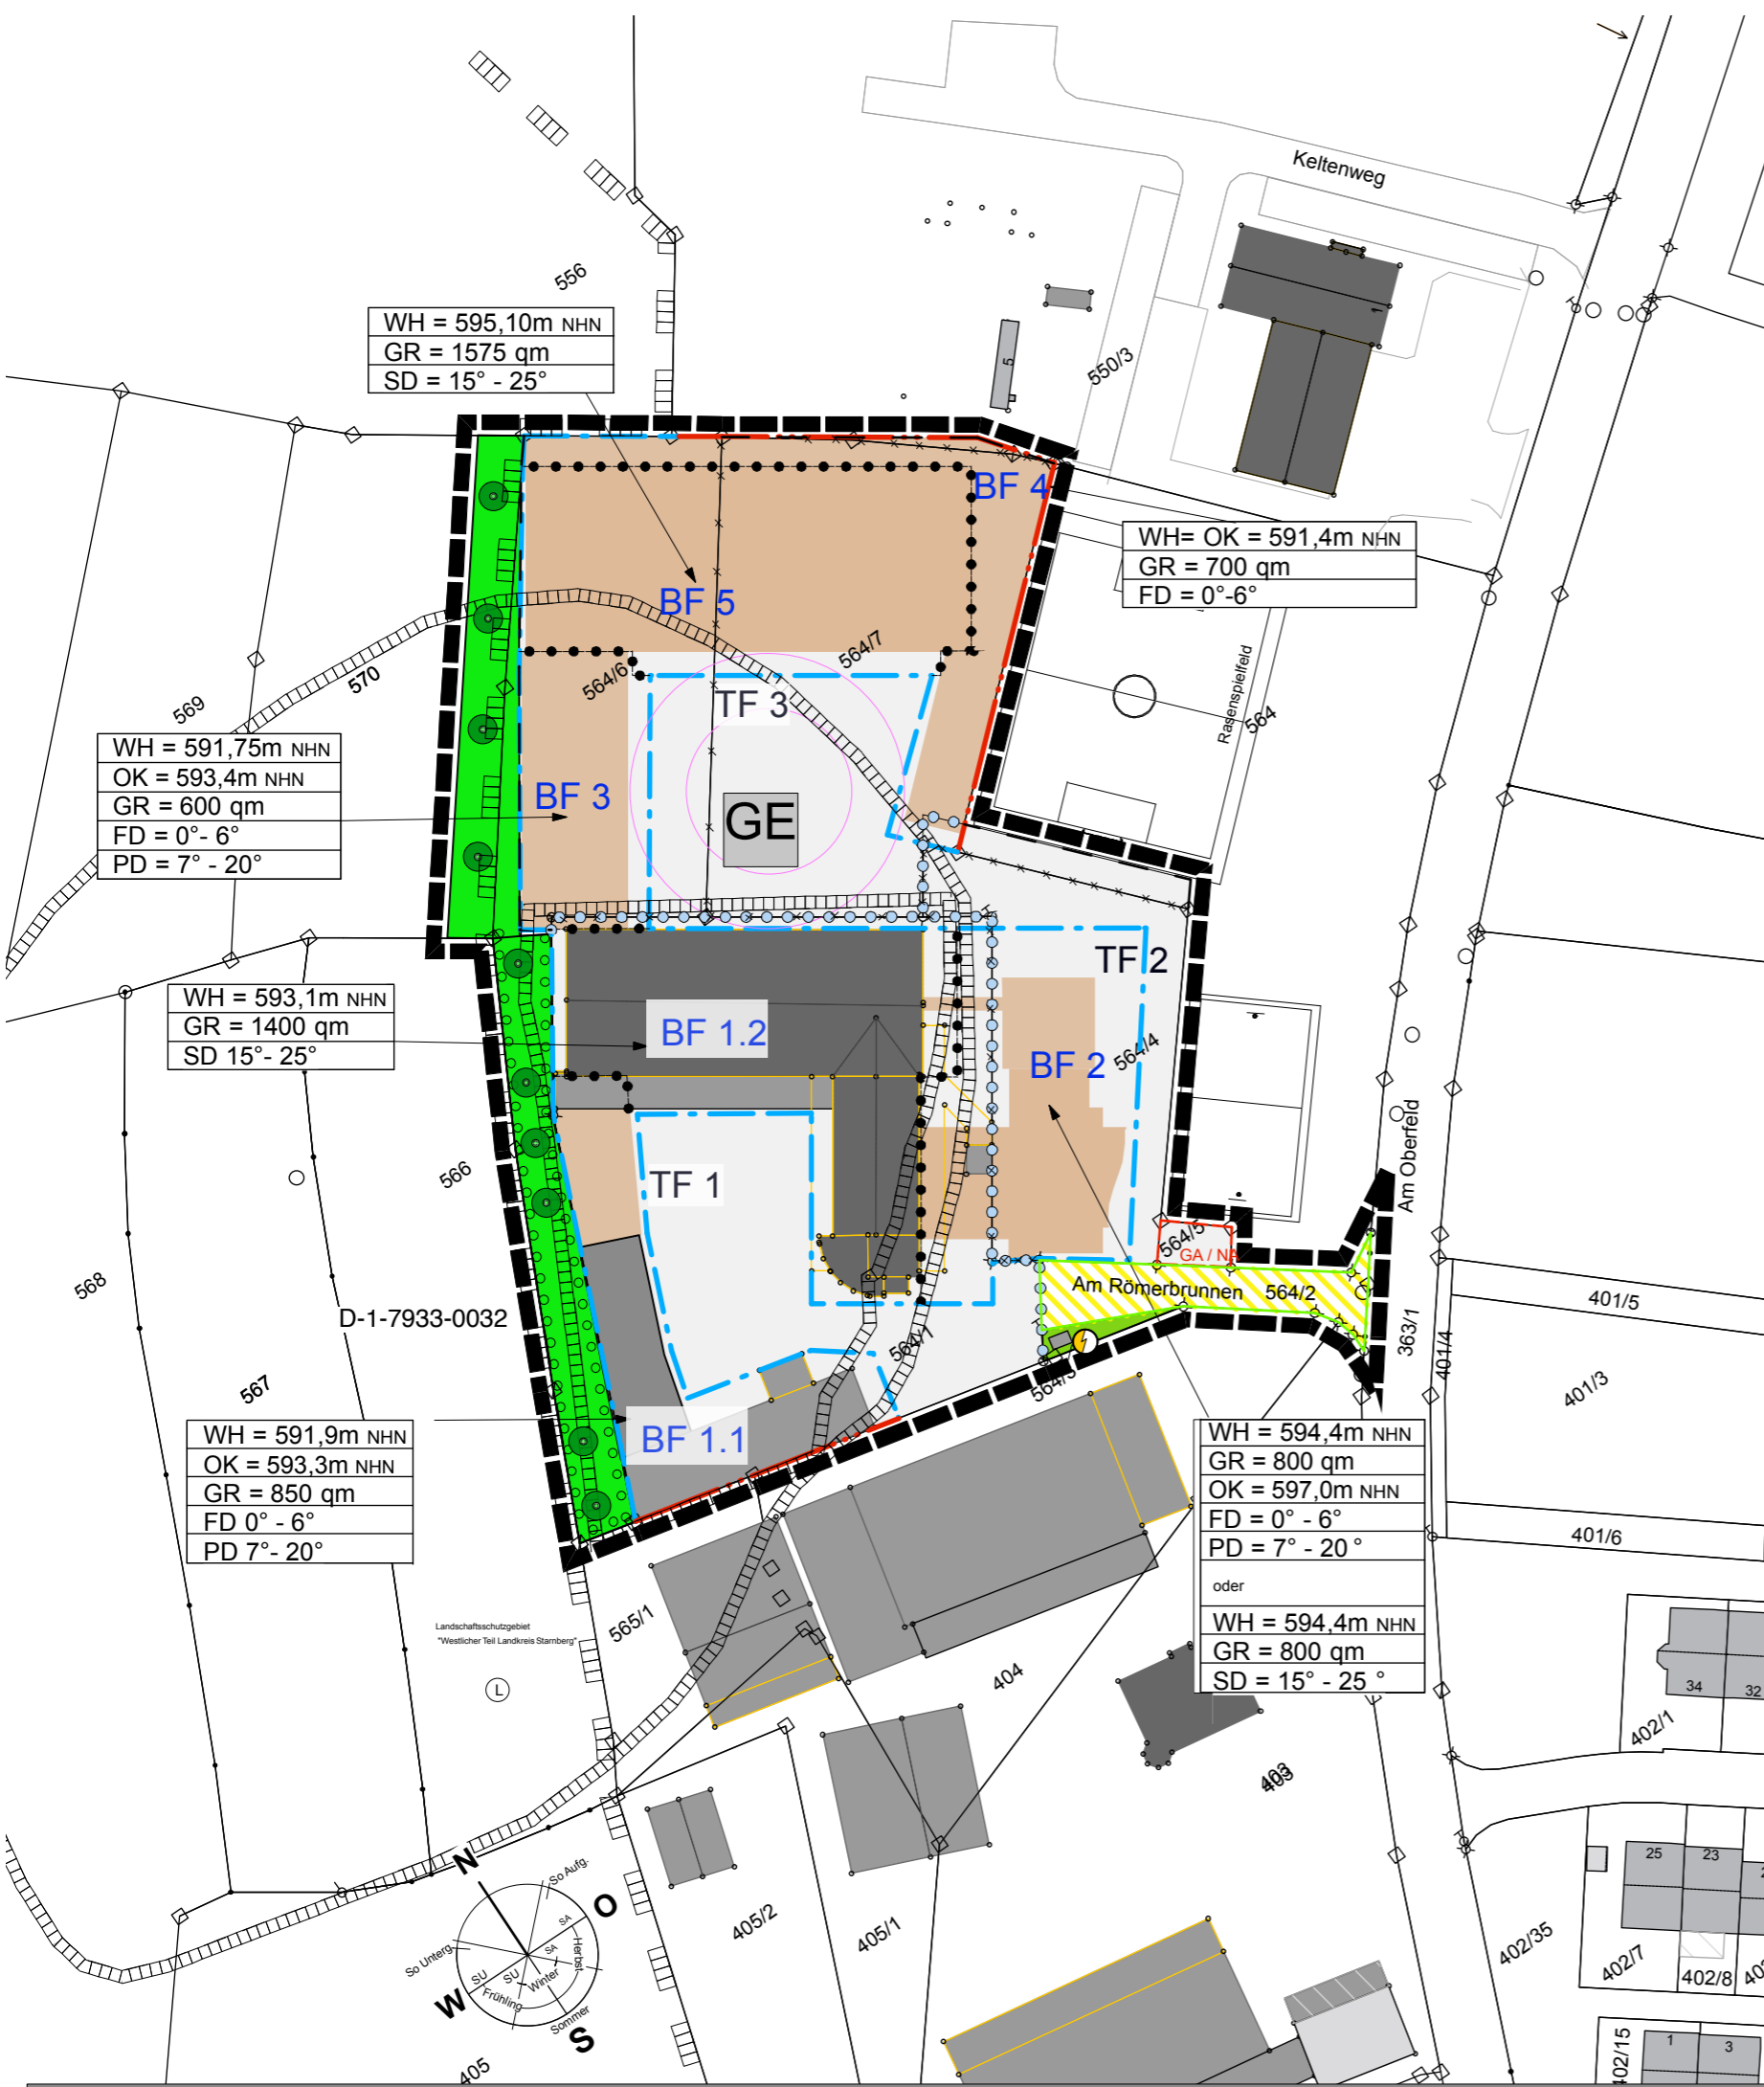 Keltenweg
556
WH = 595,10m NHN
GR = 1575 qm
SD = 15° - 25°
5
550/3
1
BF 4
WH= OK = 591,4m NHN
GR = 700 qm
FD = 0°-6°
BF 5
564/7
564/6
570
569
TF 3
Rasenspielfeld
564
WH = 591,75m NHN
OK = 593,4m NHN
GR = 600 qm
FD = 0°- 6°
PD = 7° - 20°
BF 3
GE
TF 2
WH = 593,1m NHN
GR = 1400 qm
SD 15°- 25°
BF 1.2
BF 2
564/4
566
TF 1
Am Oberfeld
564/5
GA / NA
568
D-1-7933-0032
Am Römerbrunnen 564/2
401/5
363/1
401/4
564/1
564/3
567
401/3
WH = 591,9m NHN
OK = 593,3m NHN
GR = 850 qm
FD 0° - 6°
PD 7°- 20°
BF 1.1
WH = 594,4m NHN
GR = 800 qm
OK = 597,0m NHN
FD = 0° - 6°
PD = 7° - 20 °
oder
WH = 594,4m NHN
GR = 800 qm
SD = 15° - 25 °
401/6
Landschaftsschutzgebiet
"Westlicher Teil Landkreis Starnberg"
L
565/1
404
34
32
402/1
403
25
23
N
So Aufg.
O
SA
SA
Herbst
So Unterg.
SU
SU
Winter
Frühling
W
Sommer
S
405/2
405/1
402/35
402/7
402/8
405
402/15
1
3